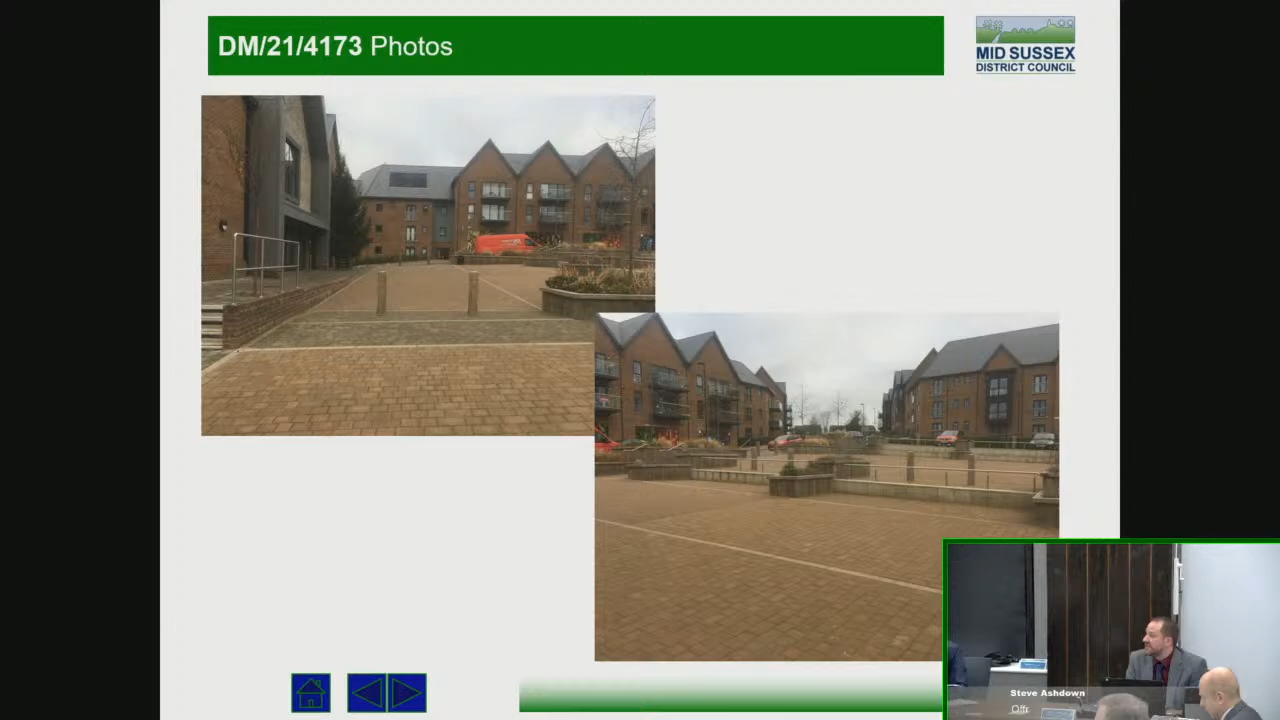 DM/21/4173 Photos
MID SUSSEX
DISTRICT COUNCIL
Steve Ashdown